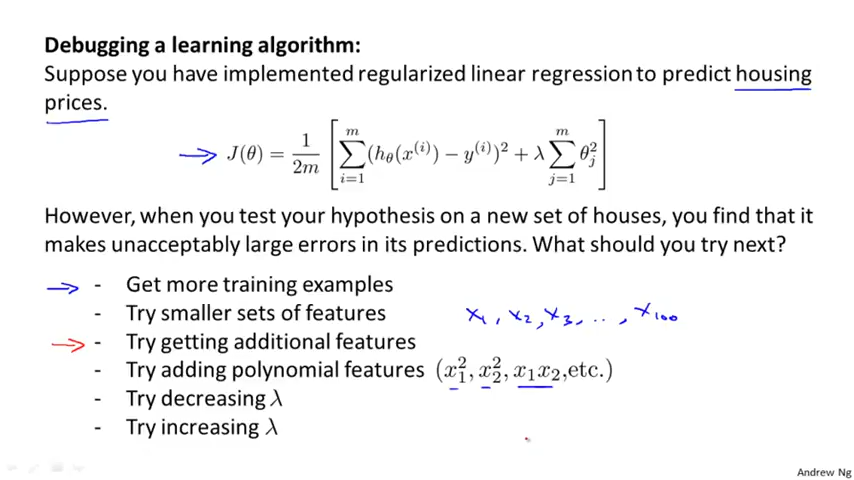 Debugging a learning algorithm:
Suppose you have implemented regularized linear regression to predict housing
prices.
J(θ) = 1/2m [ ∑_{i=1}^{m} (h_θ(x^{(i)}) − y^{(i)})² + λ ∑_{j=1}^{m} θ_j² ]
However, when you test your hypothesis on a new set of houses, you find that it
makes unacceptably large errors in its predictions. What should you try next?
- Get more training examples
- Try smaller sets of features x₁, x₂, x₃, ..., x₁₀₀
- Try getting additional features
- Try adding polynomial features (x₁², x₂², x₁x₂, etc.)
- Try decreasing λ
- Try increasing λ
Andrew Ng